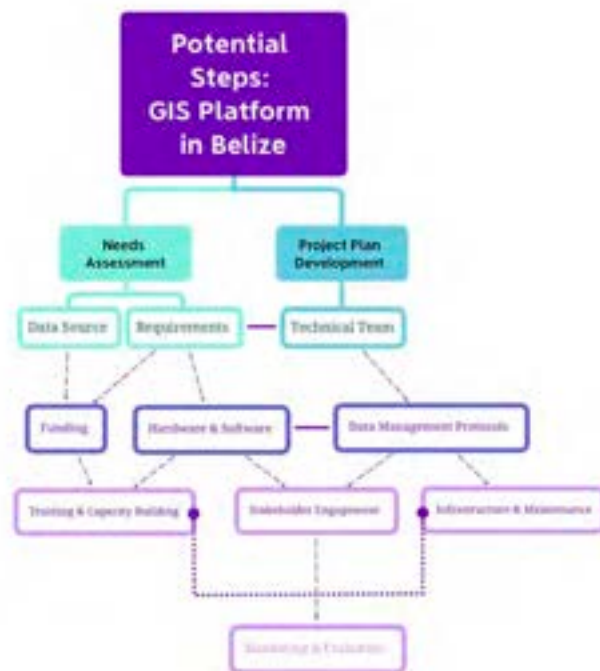 Potential
Steps:
GIS Platform
in Belize
Needs
Assessment
Project Plan
Development
Data Source
Requirements
Technical Team
Funding
Hardware & Software
Data Management Protocols
Training & Capacity Building
Stakeholder Engagement
Infrastructure & Maintenance
Monitoring & Evaluation